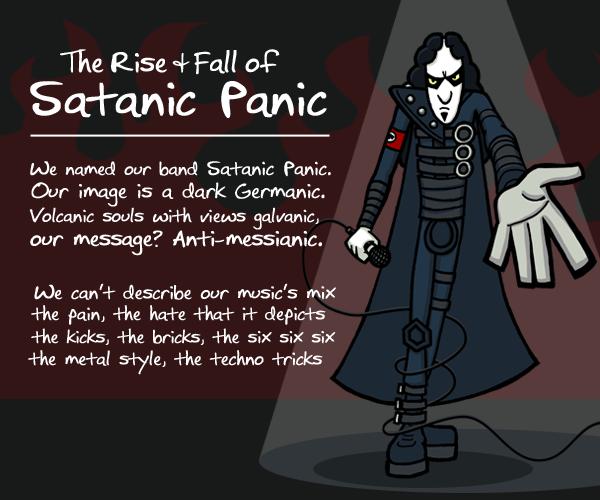 The Rise & Fall of
Satanic Panic
We named our band Satanic Panic.
Our image is a dark Germanic.
Volcanic souls with views galvanic,
our message? Anti-messianic.
We can't describe our music's mix
the pain, the hate that it depicts
the kicks, the bricks, the six six six
the metal style, the techno tricks